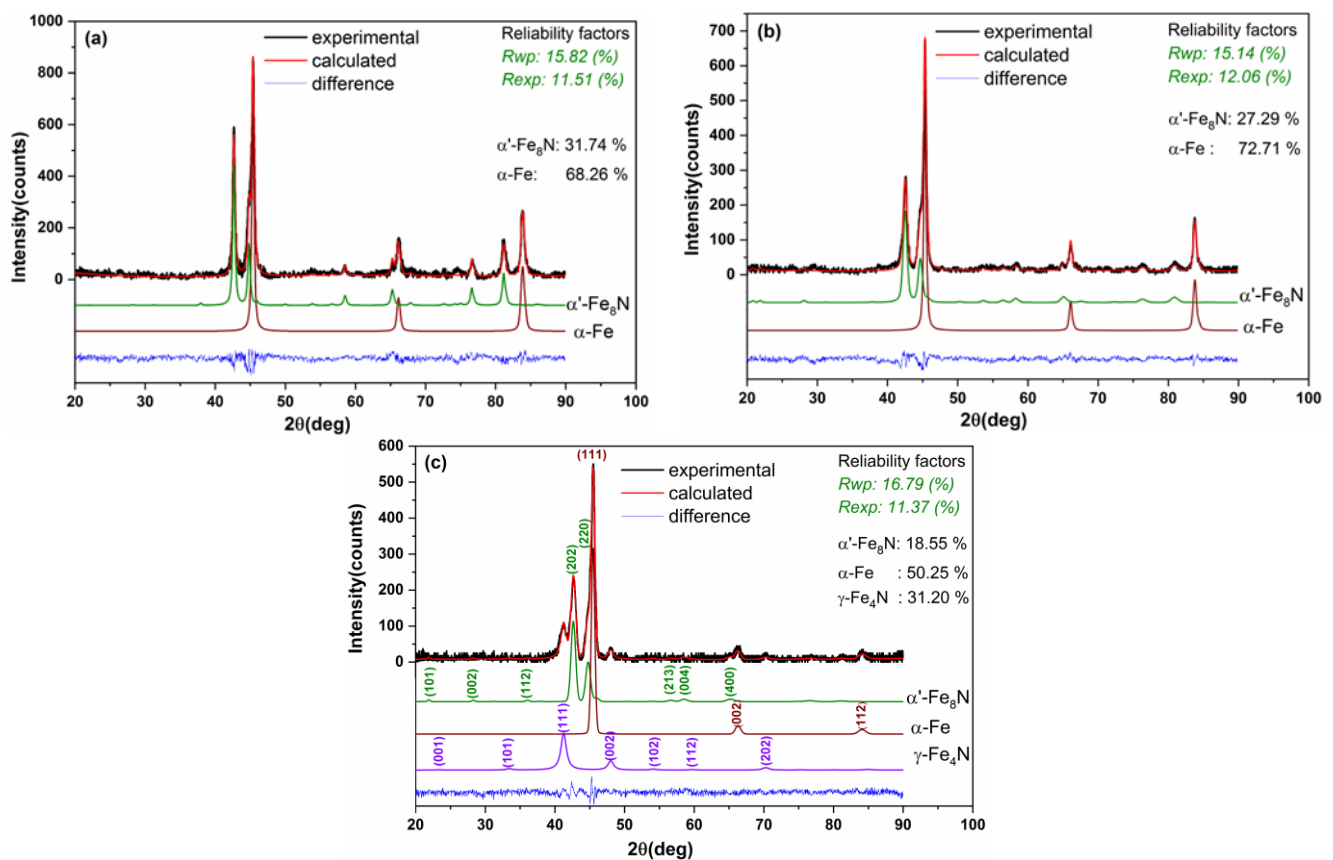 (a)
experimental
calculated
difference
Reliability factors
Rwp: 15.82 (%)
Rexp: 11.51 (%)
α'-Fe₈N: 31.74 %
α-Fe: 68.26 %
α'-Fe₈N
α-Fe
Intensity(counts)
1000
800
600
400
200
0
20 30 40 50 60 70 80 90 100
2θ(deg)
(b)
experimental
calculated
difference
Reliability factors
Rwp: 15.14 (%)
Rexp: 12.06 (%)
α'-Fe₈N: 27.29 %
α-Fe : 72.71 %
α'-Fe₈N
α-Fe
Intensity(counts)
700
600
500
400
300
200
100
0
20 30 40 50 60 70 80 90 100
2θ(deg)
(c)
(111)
experimental
calculated
difference
Reliability factors
Rwp: 16.79 (%)
Rexp: 11.37 (%)
α'-Fe₈N: 18.55 %
α-Fe : 50.25 %
γ-Fe₄N : 31.20 %
(202)
(220)
(101)
(002)
(112)
(213)
(004)
(400)
α'-Fe₈N
(002)
(112)
α-Fe
(001)
(101)
(111)
(002)
(102)
(112)
(202)
γ-Fe₄N
Intensity(counts)
600
500
400
300
200
100
0
20 30 40 50 60 70 80 90 100
2θ(deg)